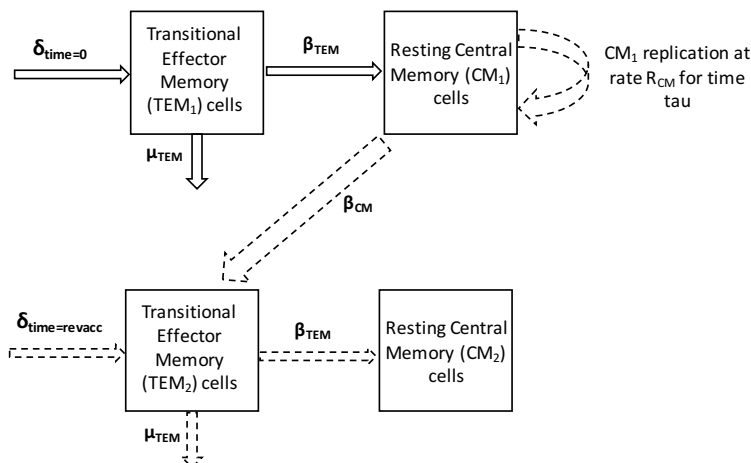 δtime=0
Transitional
Effector
Memory
(TEM₁) cells
βTEM
Resting Central
Memory (CM₁)
cells
CM₁ replication at
rate RCM for time
tau
μTEM
βCM
δtime=revacc
Transitional
Effector
Memory
(TEM₂) cells
βTEM
Resting Central
Memory (CM₂)
cells
μTEM